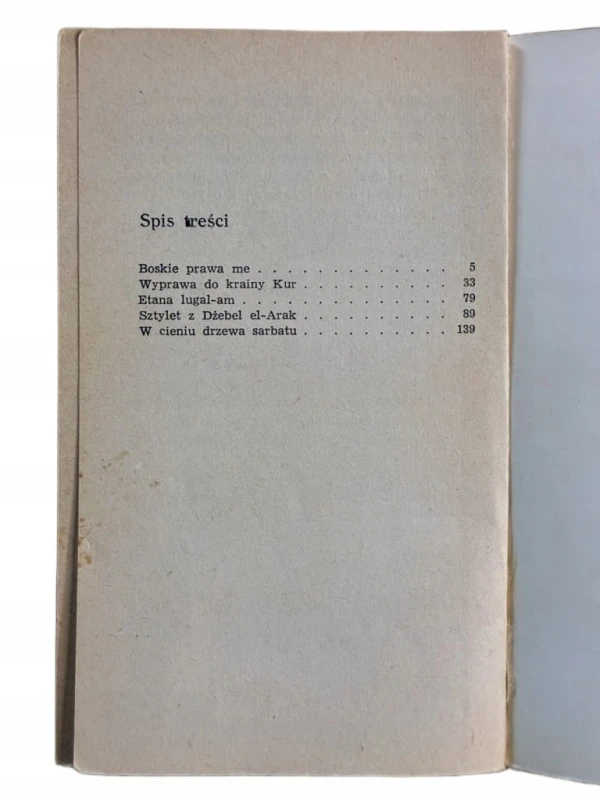 Spis treści
Boskie prawa me . . . . . . . . . . . . . 5
Wyprawa do krainy Kur . . . . . . . . . . 33
Etana lugal-am . . . . . . . . . . . . . . 79
Sztylet z Dżebel el-Arak . . . . . . . . . . 89
W cieniu drzewa sarbatu . . . . . . . . . . 139